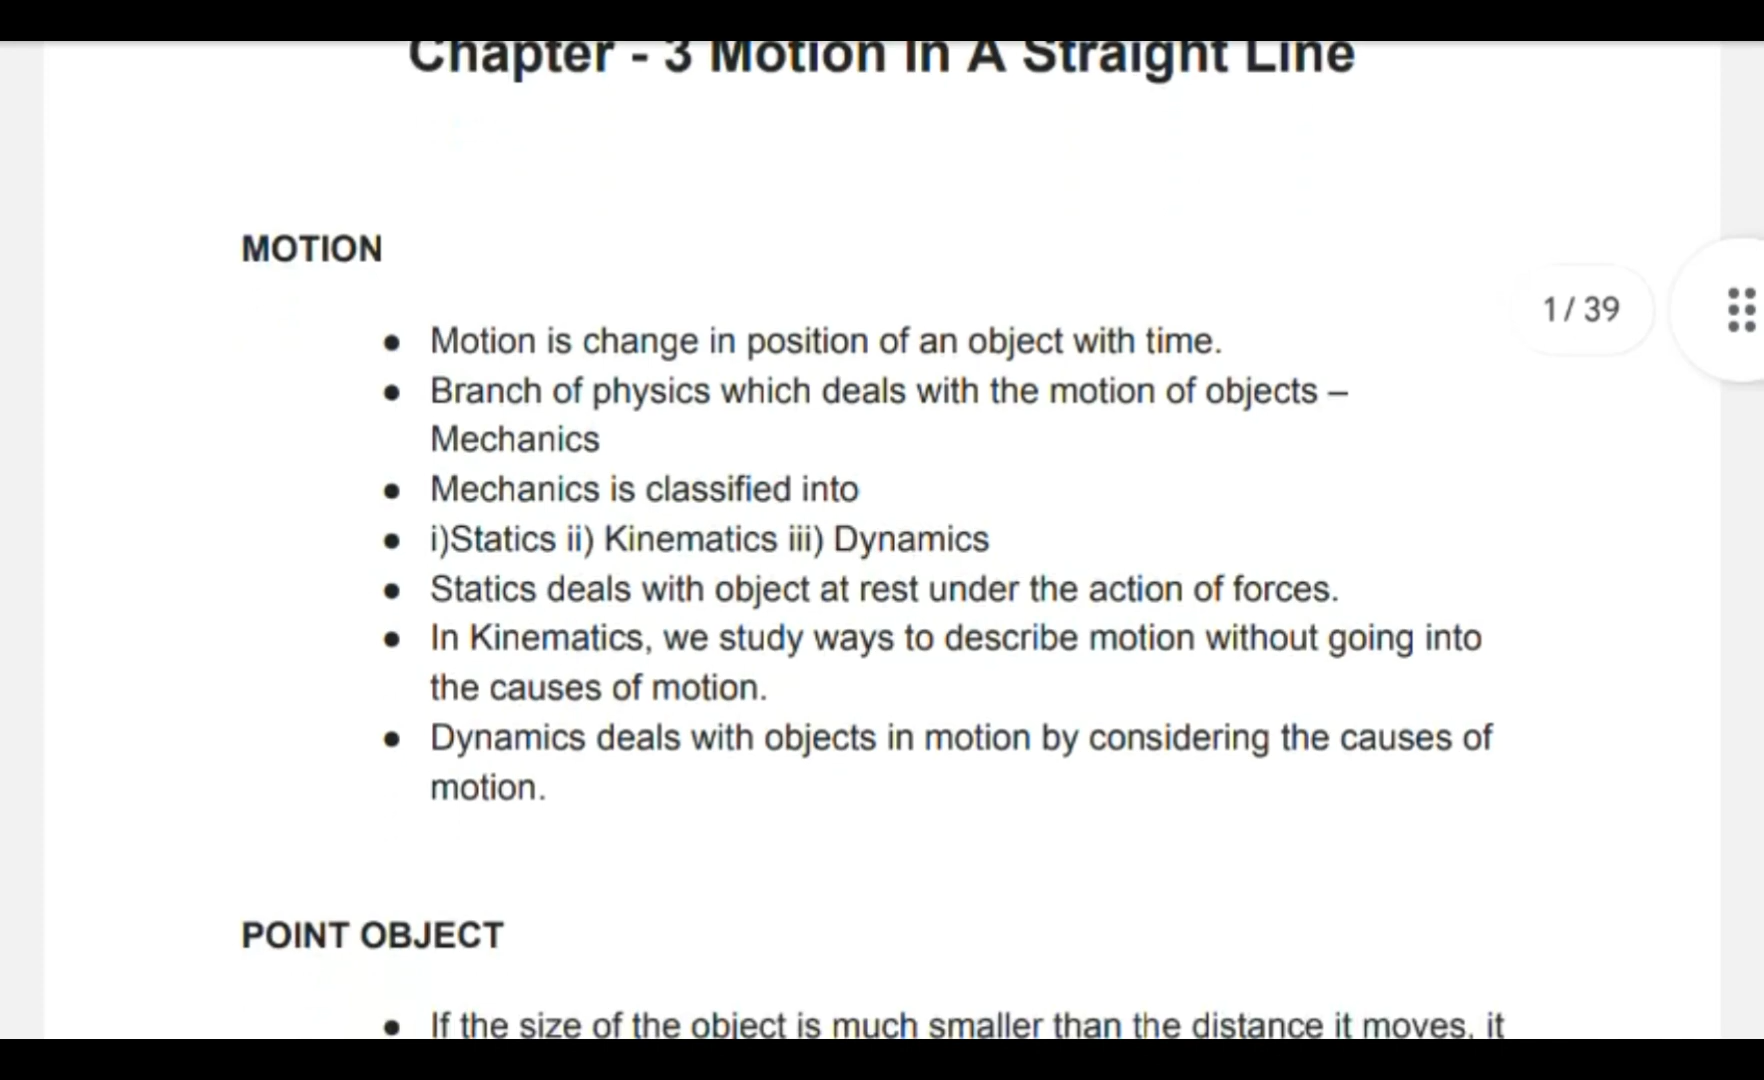 Chapter - 3 Motion In A Straight Line
MOTION
1 / 39
● Motion is change in position of an object with time.
● Branch of physics which deals with the motion of objects –
Mechanics
● Mechanics is classified into
● i)Statics ii) Kinematics iii) Dynamics
● Statics deals with object at rest under the action of forces.
● In Kinematics, we study ways to describe motion without going into
the causes of motion.
● Dynamics deals with objects in motion by considering the causes of
motion.
POINT OBJECT
● If the size of the object is much smaller than the distance it moves, it